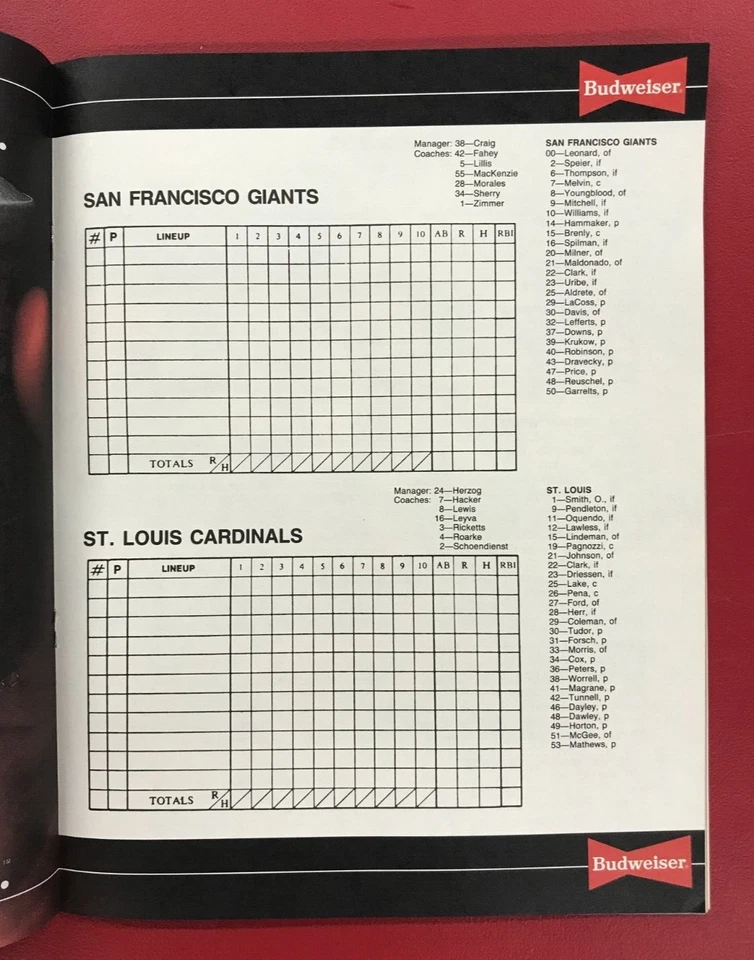 Budweiser®
Manager: 38—Craig
Coaches: 42—Fahey
5—Lillis
55—MacKenzie
28—Morales
34—Sherry
1—Zimmer
SAN FRANCISCO GIANTS
00—Leonard, of
2—Speier, if
6—Thompson, if
7—Melvin, c
8—Youngblood, of
9—Mitchell, if
10—Williams, if
14—Hammaker, p
15—Brenly, c
16—Spilman, if
20—Milner, of
21—Maldonado, of
22—Clark, if
23—Uribe, if
25—Aldrete, of
29—LaCoss, p
30—Davis, of
32—Lefferts, p
37—Downs, p
39—Krukow, p
40—Robinson, p
43—Dravecky, p
47—Price, p
48—Reuschel, p
50—Garrelts, p
SAN FRANCISCO GIANTS
# P LINEUP 1 2 3 4 5 6 7 8 9 10 AB R H RBI
TOTALS R/H
Manager: 24—Herzog
Coaches: 7—Hacker
8—Lewis
16—Leyva
3—Ricketts
4—Roarke
2—Schoendienst
ST. LOUIS
1—Smith, O., if
9—Pendleton, if
11—Oquendo, if
12—Lawless, if
15—Lindeman, of
19—Pagnozzi, c
21—Johnson, of
22—Clark, if
23—Driessen, if
25—Lake, c
26—Pena, c
27—Ford, of
28—Herr, if
29—Coleman, of
30—Tudor, p
31—Forsch, p
33—Morris, of
34—Cox, p
36—Peters, p
38—Worrell, p
41—Magrane, p
42—Tunnell, p
46—Dayley, p
48—Dawley, p
49—Horton, p
51—McGee, of
53—Mathews, p
ST. LOUIS CARDINALS
# P LINEUP 1 2 3 4 5 6 7 8 9 10 AB R H RBI
TOTALS R/H
Budweiser®